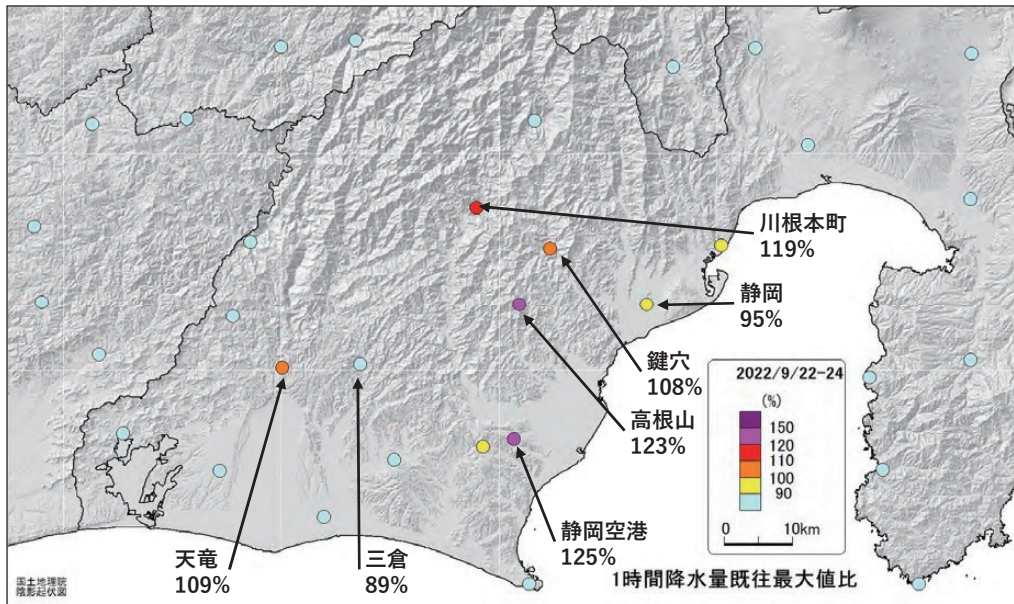 川根本町
119%
静岡
95%
鍵穴
108%
高根山
123%
静岡空港
125%
三倉
89%
天竜
109%
2022/9/22-24
(%)
150
120
110
100
90
0 10km
1時間降水量既往最大値比
国土地理院
陰影起伏図